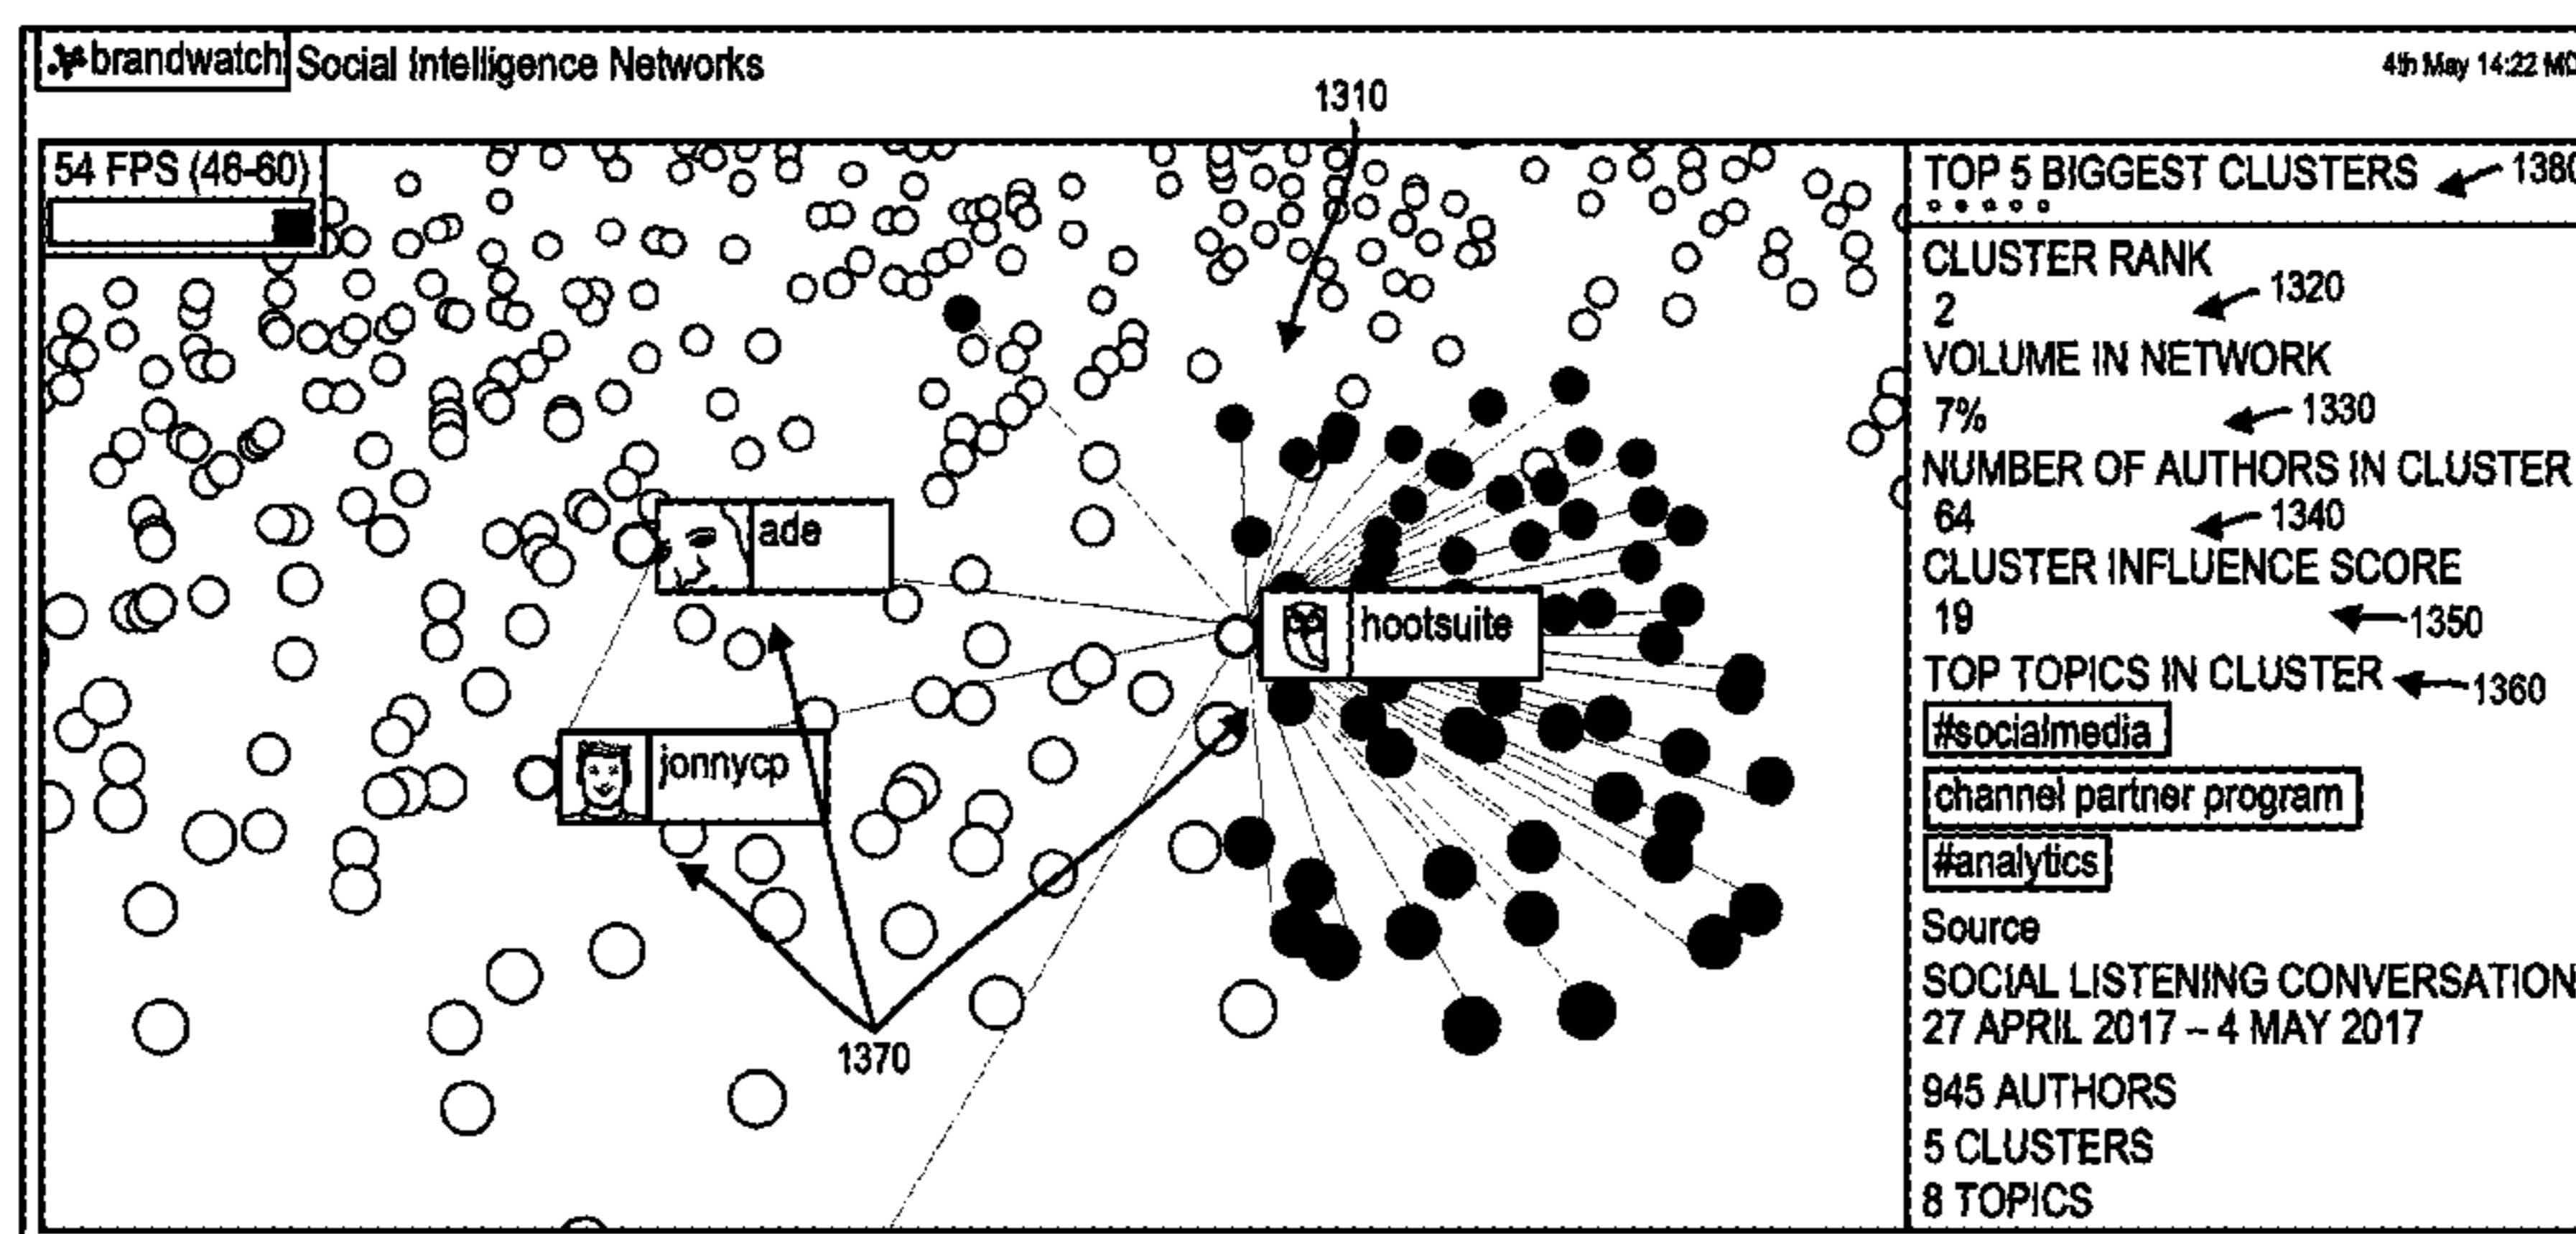 brandwatch Social Intelligence Networks
4th May 14:22
1310
54 FPS (46-60)
TOP 5 BIGGEST CLUSTERS 1380
CLUSTER RANK
2 1320
VOLUME IN NETWORK
7% 1330
NUMBER OF AUTHORS IN CLUSTER
64 1340
CLUSTER INFLUENCE SCORE
19 1350
TOP TOPICS IN CLUSTER 1360
#socialmedia
channel partner program
#analytics
Source
SOCIAL LISTENING CONVERSATION
27 APRIL 2017 – 4 MAY 2017
945 AUTHORS
5 CLUSTERS
8 TOPICS
ade
hootsuite
jonnycp
1370